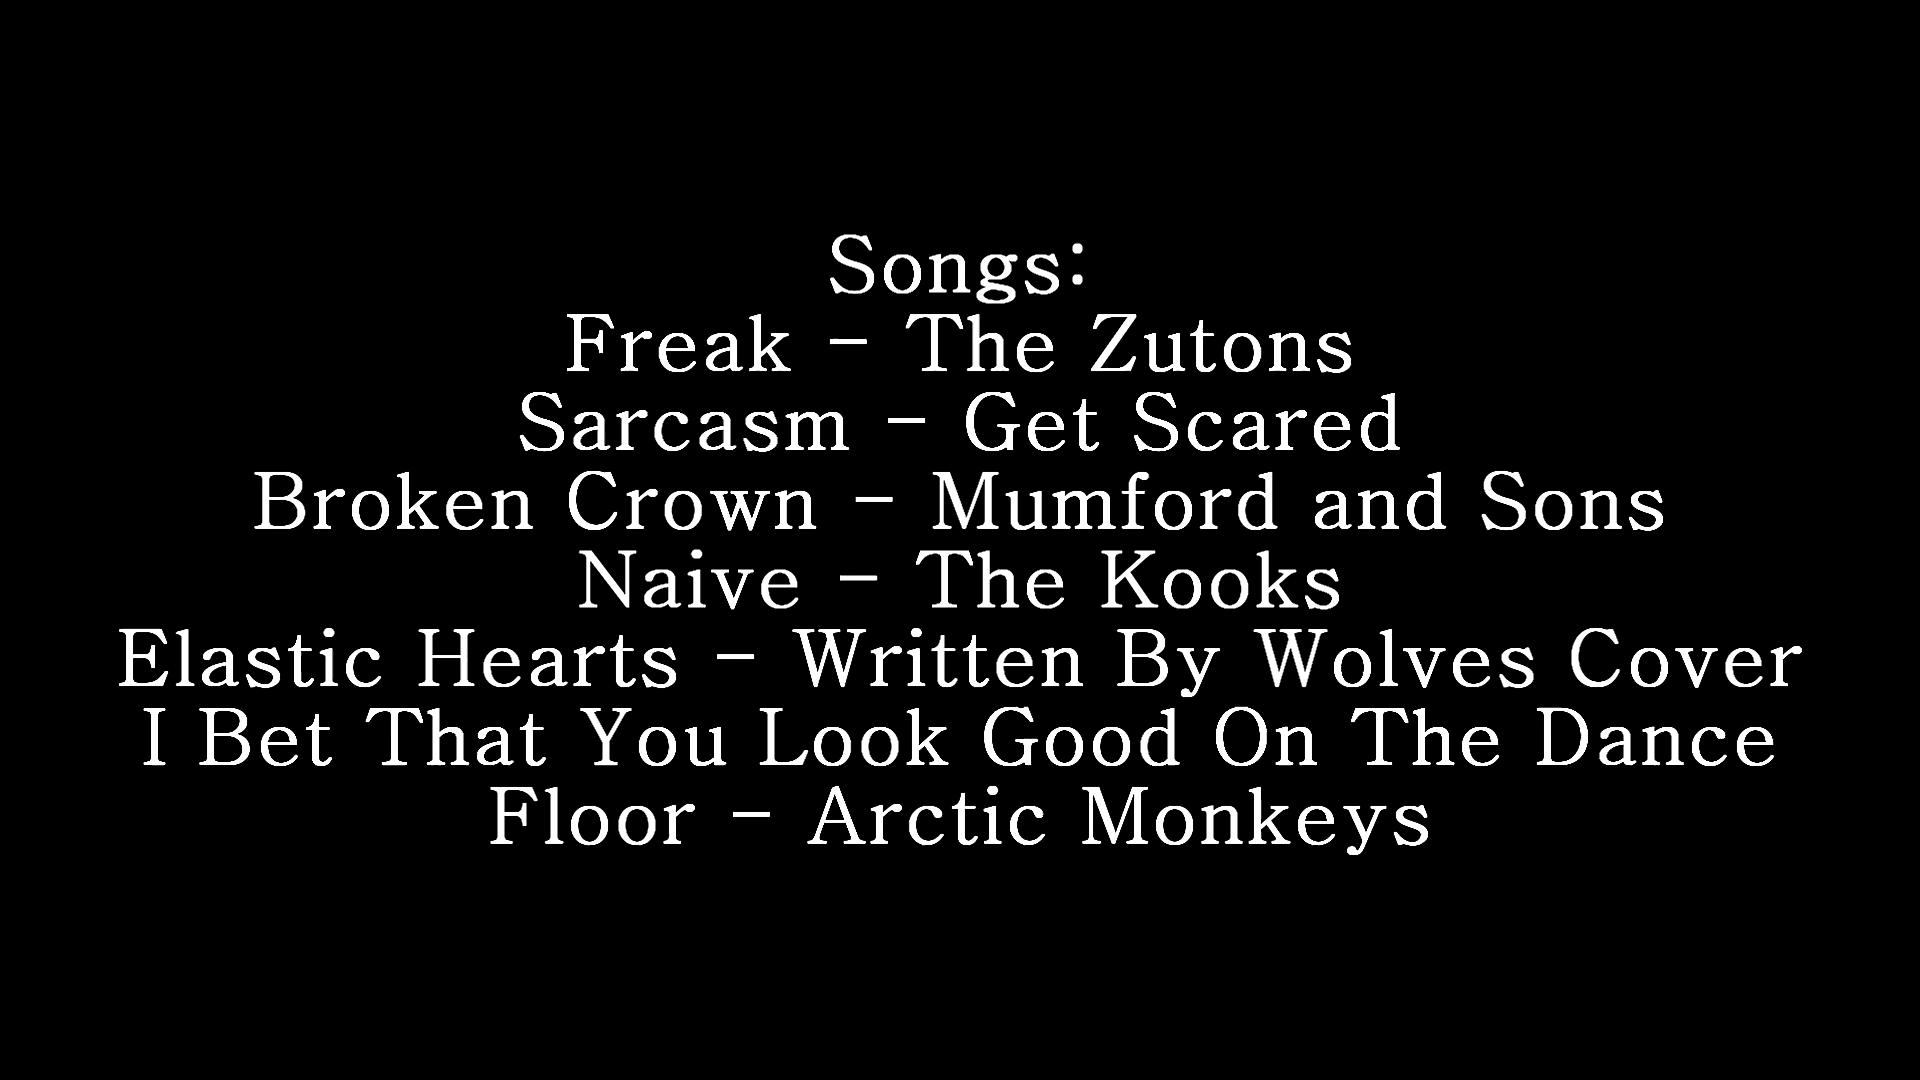 Songs:
Freak - The Zutons
Sarcasm - Get Scared
Broken Crown - Mumford and Sons
Naive - The Kooks
Elastic Hearts - Written By Wolves Cover
I Bet That You Look Good On The Dance
Floor - Arctic Monkeys